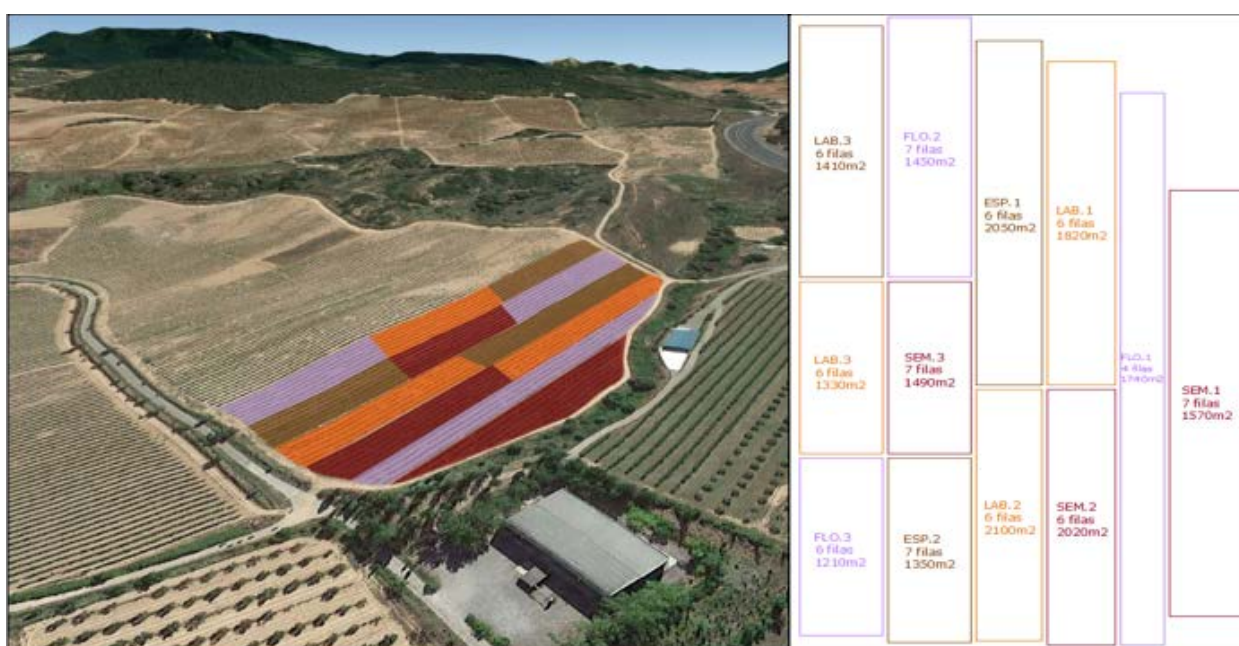 LAB.3
6 filas
1410m2
FLO.2
7 filas
1450m2
ESP.1
6 filas
2050m2
LAB.1
6 filas
1820m2
LAB.3
6 filas
1330m2
SEM.3
7 filas
1490m2
FLO.1
4 filas
1740m2
SEM.1
7 filas
1570m2
FLO.3
6 filas
1210m2
ESP.2
7 filas
1350m2
LAB.2
6 filas
2100m2
SEM.2
6 filas
2020m2